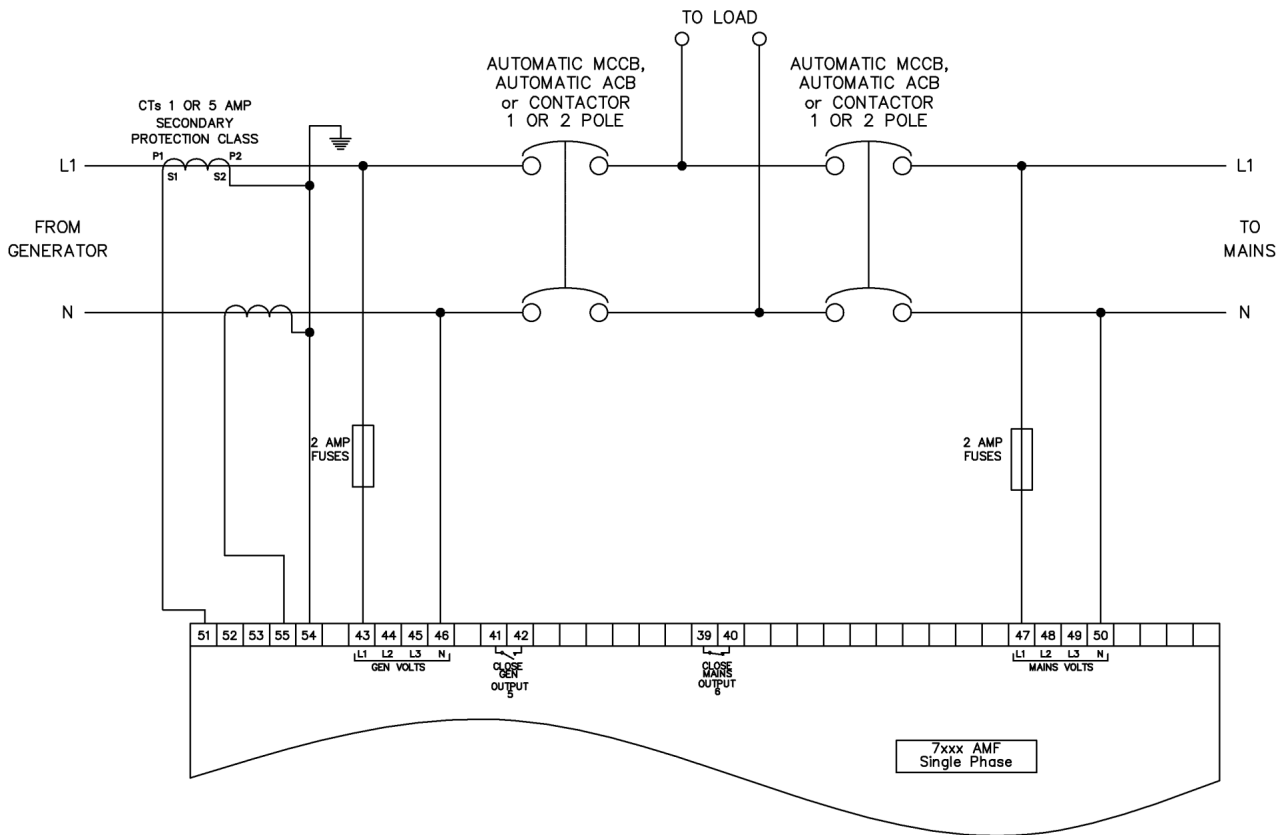 TO LOAD
AUTOMATIC MCCB,
AUTOMATIC ACB
or CONTACTOR
1 OR 2 POLE
AUTOMATIC MCCB,
AUTOMATIC ACB
or CONTACTOR
1 OR 2 POLE
CTs 1 OR 5 AMP
SECONDARY
PROTECTION CLASS
P1 P2
L1 S1 S2 L1
FROM
GENERATOR
TO
MAINS
N N
2 AMP
FUSES
2 AMP
FUSES
51 52 53 55 54 43 44 45 46 41 42 39 40 47 48 49 50
L1 L2 L3 N
GEN VOLTS
CLOSE
GEN
OUTPUT
5
CLOSE
MAINS
OUTPUT
6
L1 L2 L3 N
MAINS VOLTS
7xxx AMF
Single Phase